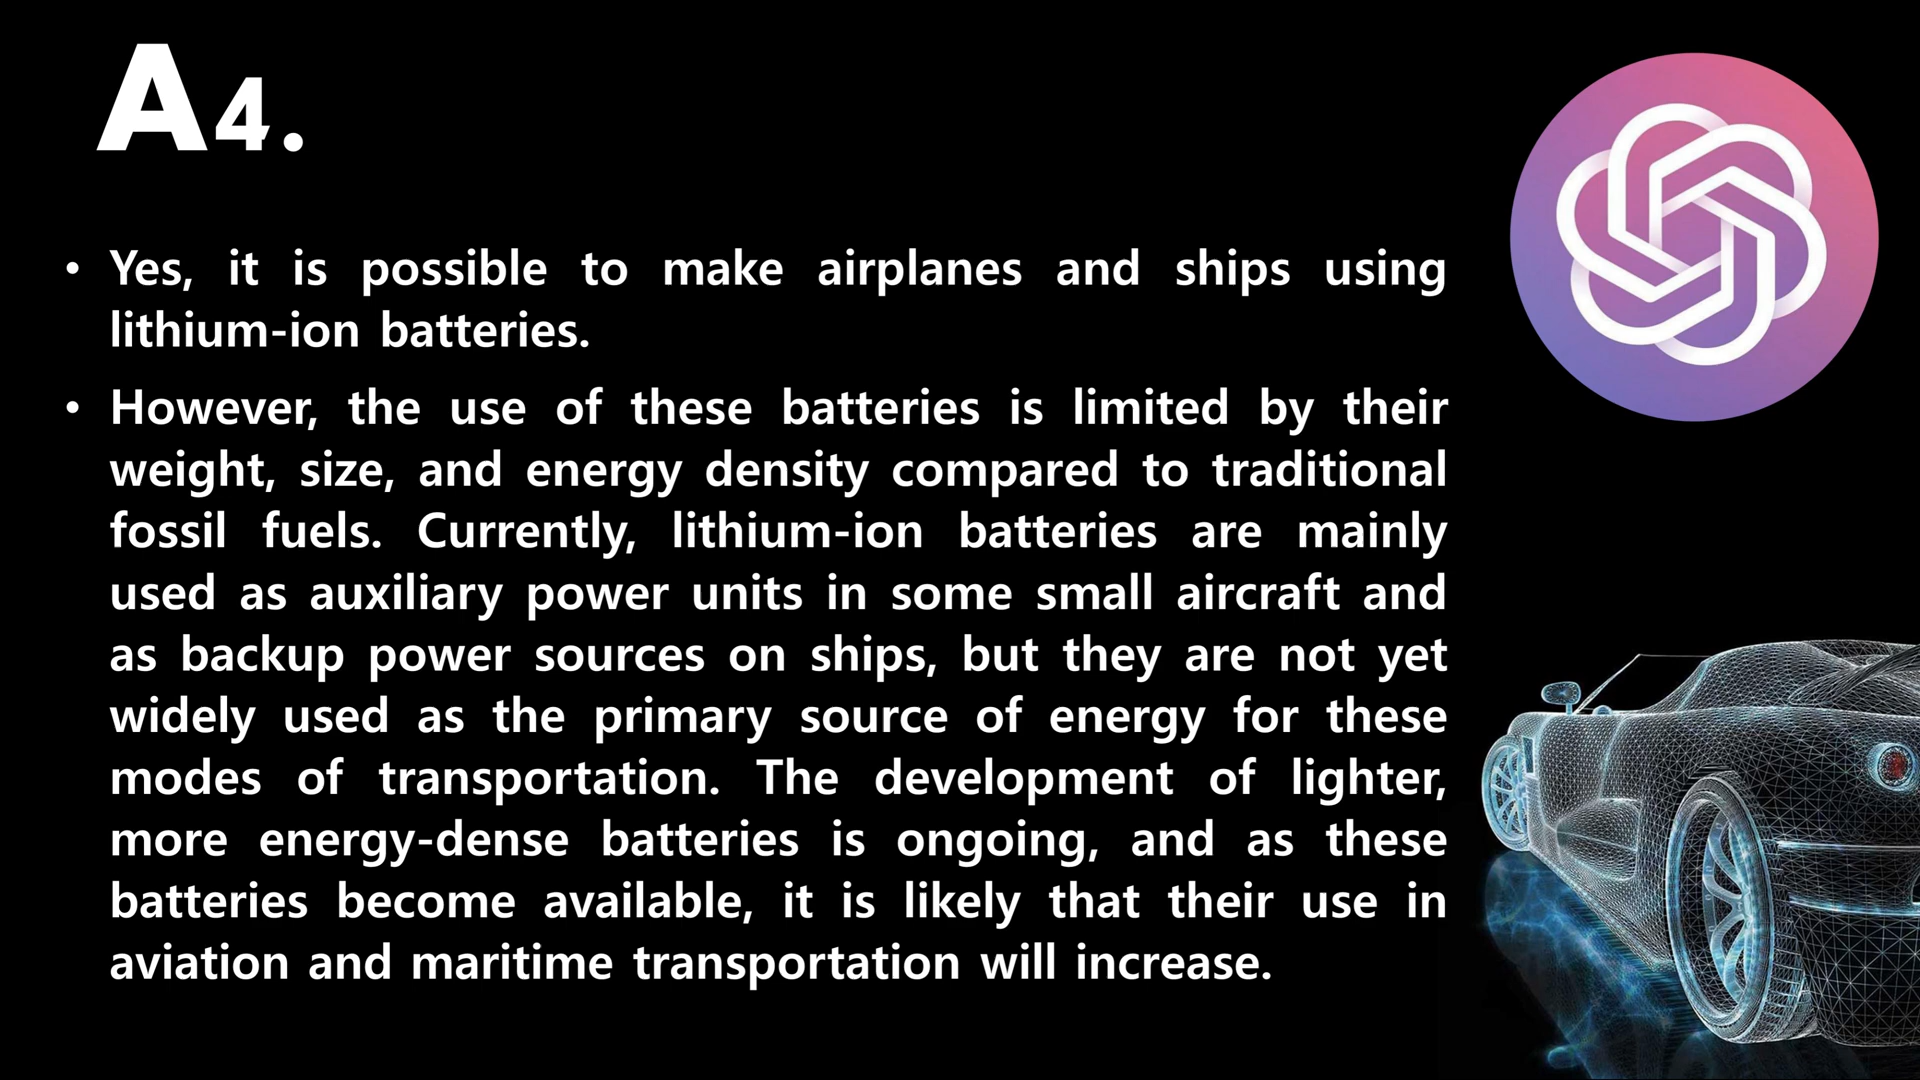 A4.
• Yes, it is possible to make airplanes and ships using
lithium-ion batteries.
• However, the use of these batteries is limited by their
weight, size, and energy density compared to traditional
fossil fuels. Currently, lithium-ion batteries are mainly
used as auxiliary power units in some small aircraft and
as backup power sources on ships, but they are not yet
widely used as the primary source of energy for these
modes of transportation. The development of lighter,
more energy-dense batteries is ongoing, and as these
batteries become available, it is likely that their use in
aviation and maritime transportation will increase.